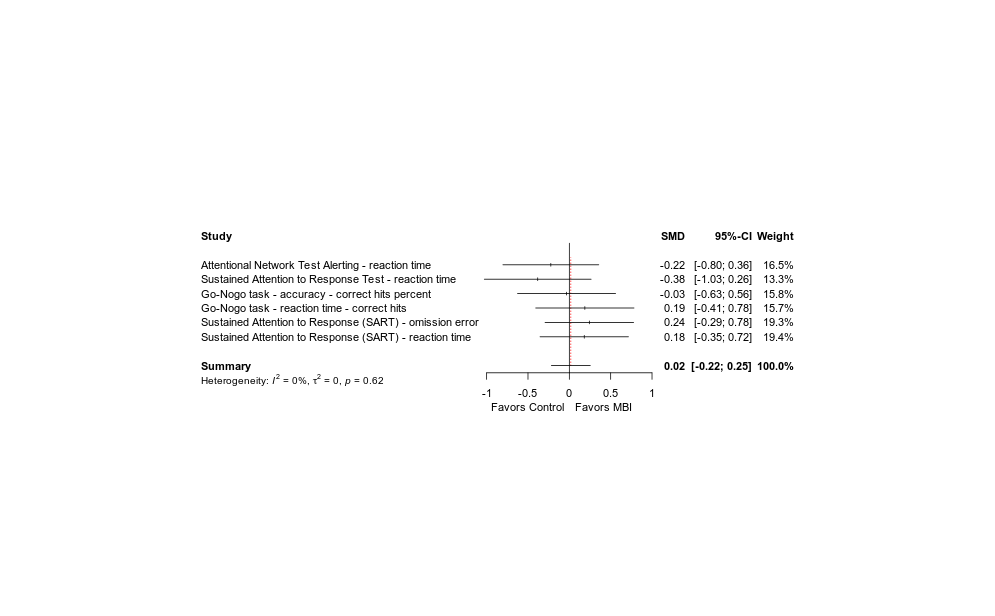 Study SMD 95%-CI Weight
Attentional Network Test Alerting - reaction time -0.22 [-0.80; 0.36] 16.5%
Sustained Attention to Response Test - reaction time -0.38 [-1.03; 0.26] 13.3%
Go-Nogo task - accuracy - correct hits percent -0.03 [-0.63; 0.56] 15.8%
Go-Nogo task - reaction time - correct hits 0.19 [-0.41; 0.78] 15.7%
Sustained Attention to Response (SART) - omission error 0.24 [-0.29; 0.78] 19.3%
Sustained Attention to Response (SART) - reaction time 0.18 [-0.35; 0.72] 19.4%
Summary 0.02 [-0.22; 0.25] 100.0%
Heterogeneity: I² = 0%, τ² = 0, p = 0.62
-1 -0.5 0 0.5 1
Favors Control Favors MBI